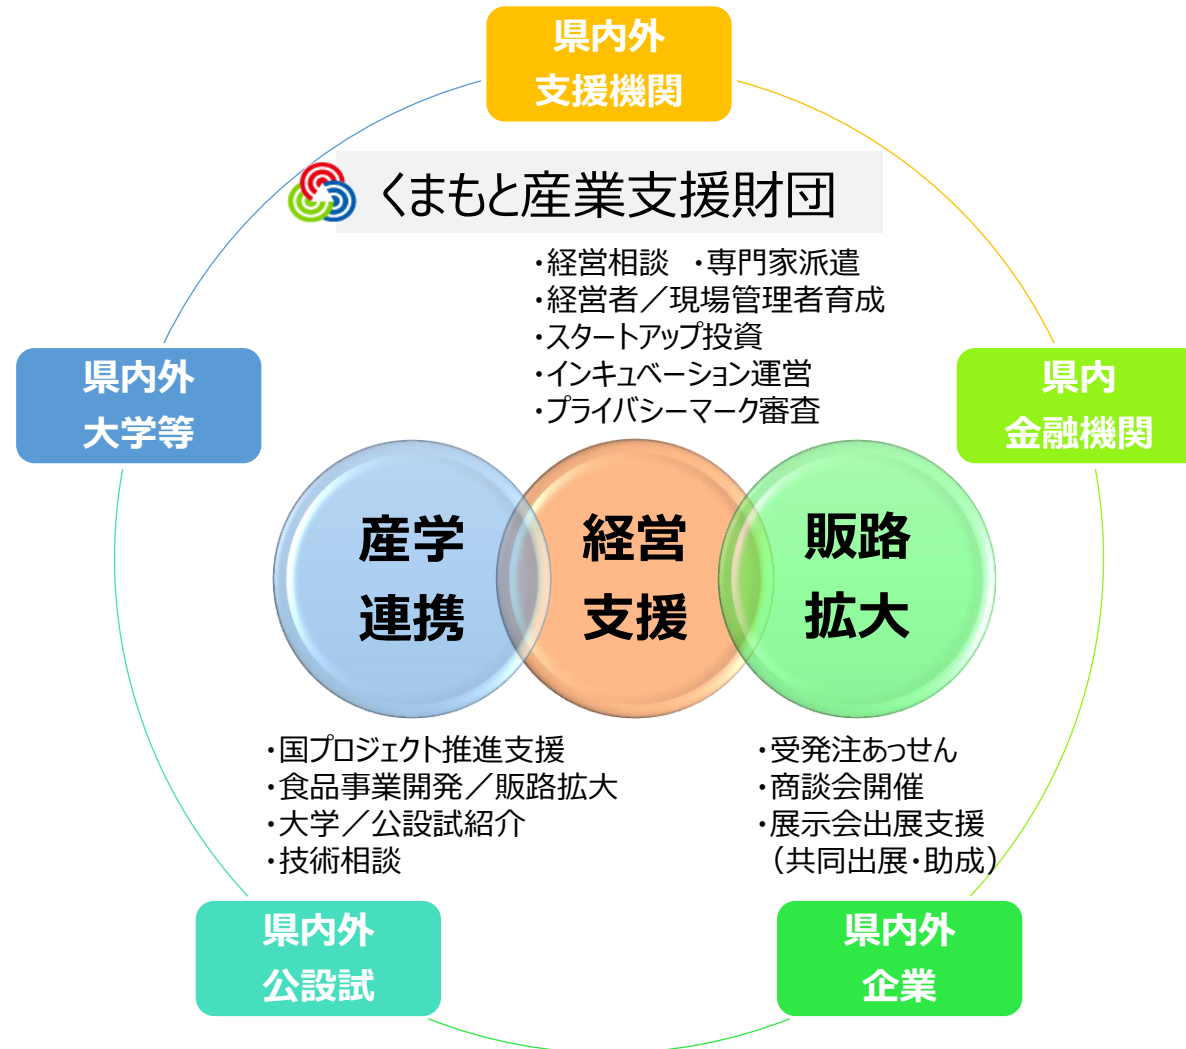 県内外
支援機関
くまもと産業支援財団
・経営相談　・専門家派遣
・経営者／現場管理者育成
・スタートアップ投資
・インキュベーション運営
・プライバシーマーク審査
県内外
大学等
県内
金融機関
産学
連携
経営
支援
販路
拡大
・国プロジェクト推進支援
・食品事業開発／販路拡大
・大学／公設試紹介
・技術相談
・受発注あっせん
・商談会開催
・展示会出展支援
（共同出展・助成）
県内外
公設試
県内外
企業